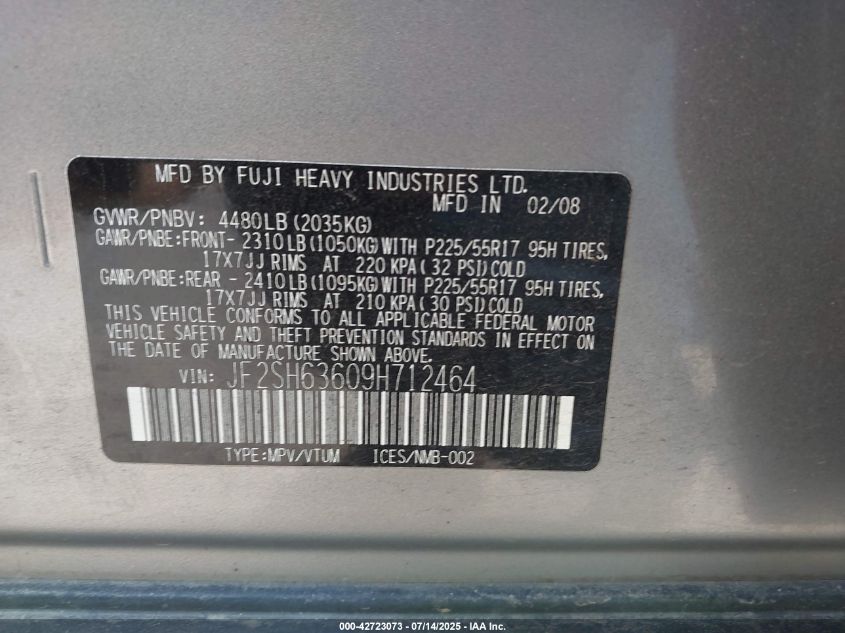 MFD BY FUJI HEAVY INDUSTRIES LTD.
MFD IN 02/08
GVWR/PNBV: 4480LB (2035KG)
GAWR/PNBE:FRONT- 2310LB (1050KG) WITH P225/55R17 95H TIRES,
17X7JJ RIMS AT 220 KPA (32 PSI) COLD
GAWR/PNBE:REAR - 2410LB (1095KG) WITH P225/55R17 95H TIRES,
17X7JJ RIMS AT 210 KPA (30 PSI) COLD
THIS VEHICLE CONFORMS TO ALL APPLICABLE FEDERAL MOTOR
VEHICLE SAFETY AND THEFT PREVENTION STANDARDS IN EFFECT ON
THE DATE OF MANUFACTURE SHOWN ABOVE.
VIN: JF2SH63609H712464
TYPE:MPV/VTUM ICES/NMB-002
000-42723073 - 07/14/2025 - IAA Inc.